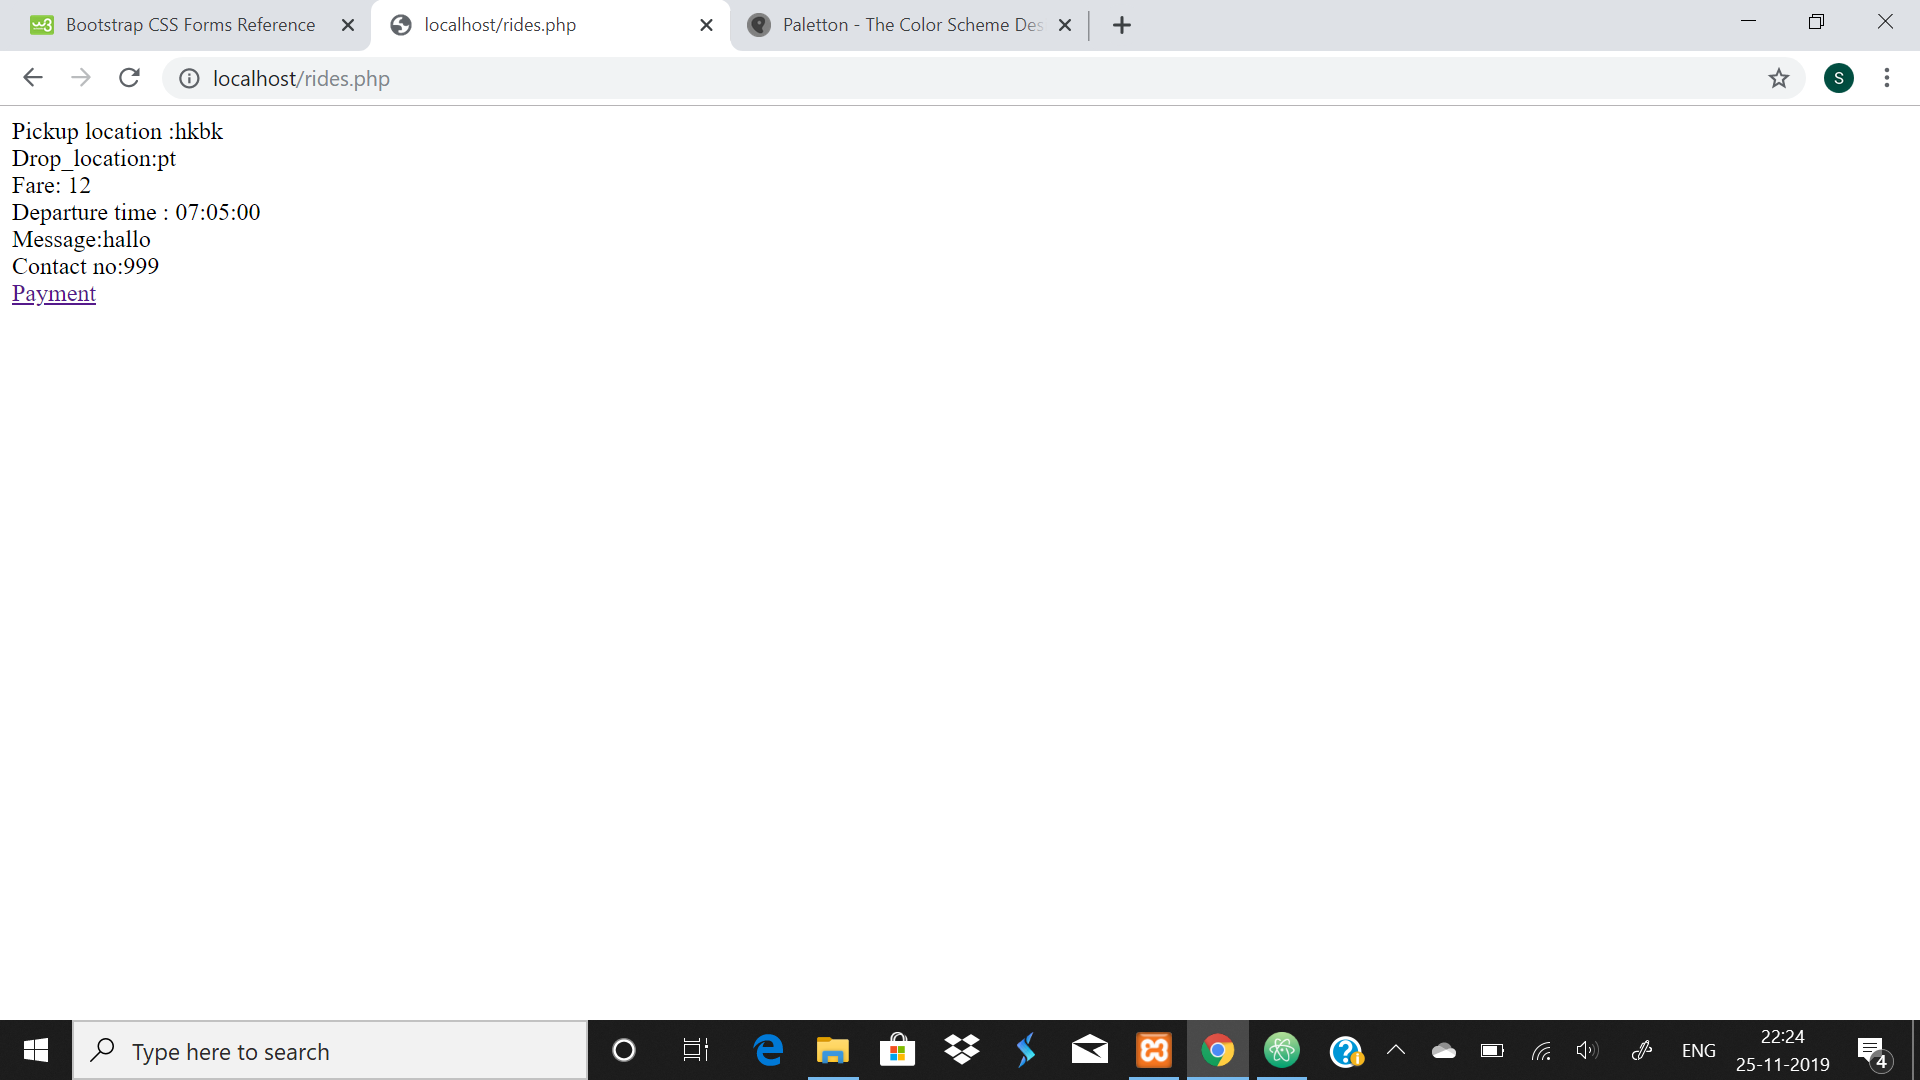 Bootstrap CSS Forms Reference
localhost/rides.php
Paletton - The Color Scheme Des
localhost/rides.php
S
Pickup location :hkbk
Drop_location:pt
Fare: 12
Departure time : 07:05:00
Message:hallo
Contact no:999
Payment
Type here to search
ENG
22:24
25-11-2019
4